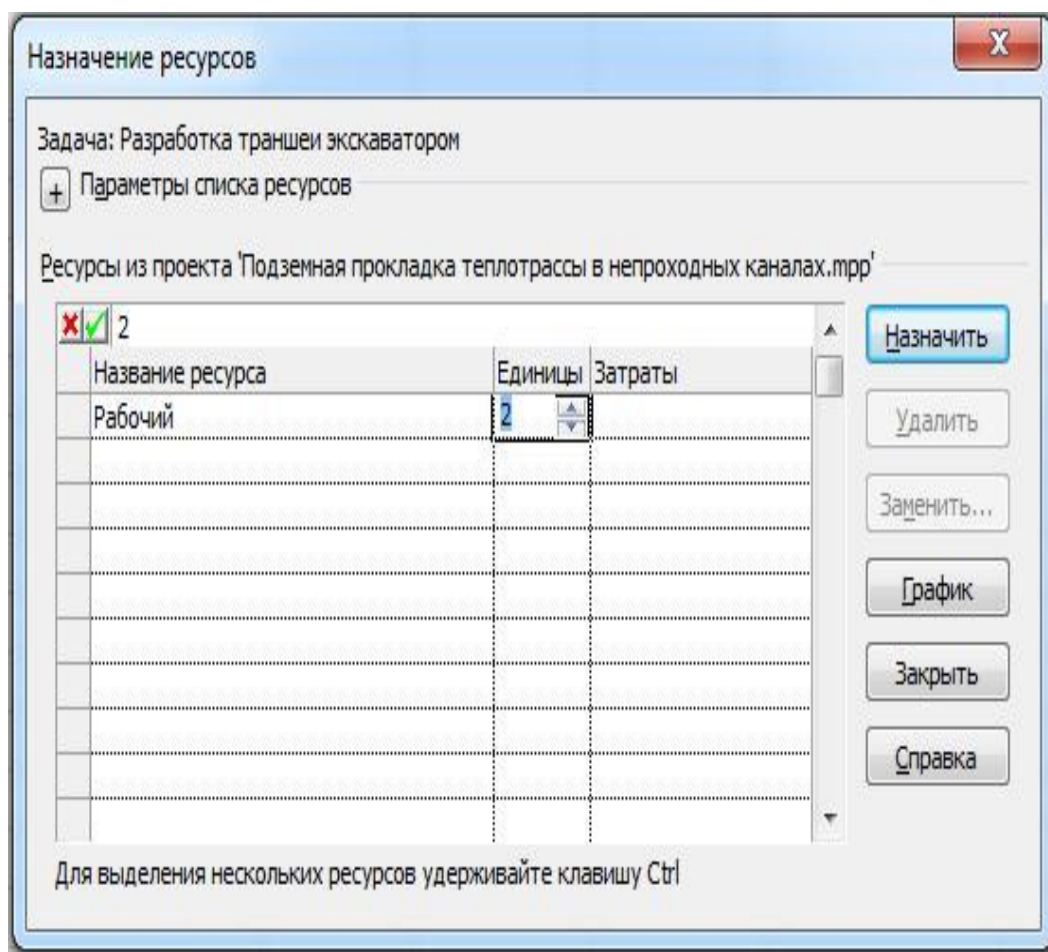 Назначение ресурсов
X
Задача: Разработка траншеи экскаватором
+ Параметры списка ресурсов
Ресурсы из проекта 'Подземная прокладка теплотрассы в непроходных каналах.mpp'
2
Название ресурса Единицы Затраты
Рабочий 2
Назначить
Удалить
Заменить...
График
Закрыть
Справка
Для выделения нескольких ресурсов удерживайте клавишу Ctrl